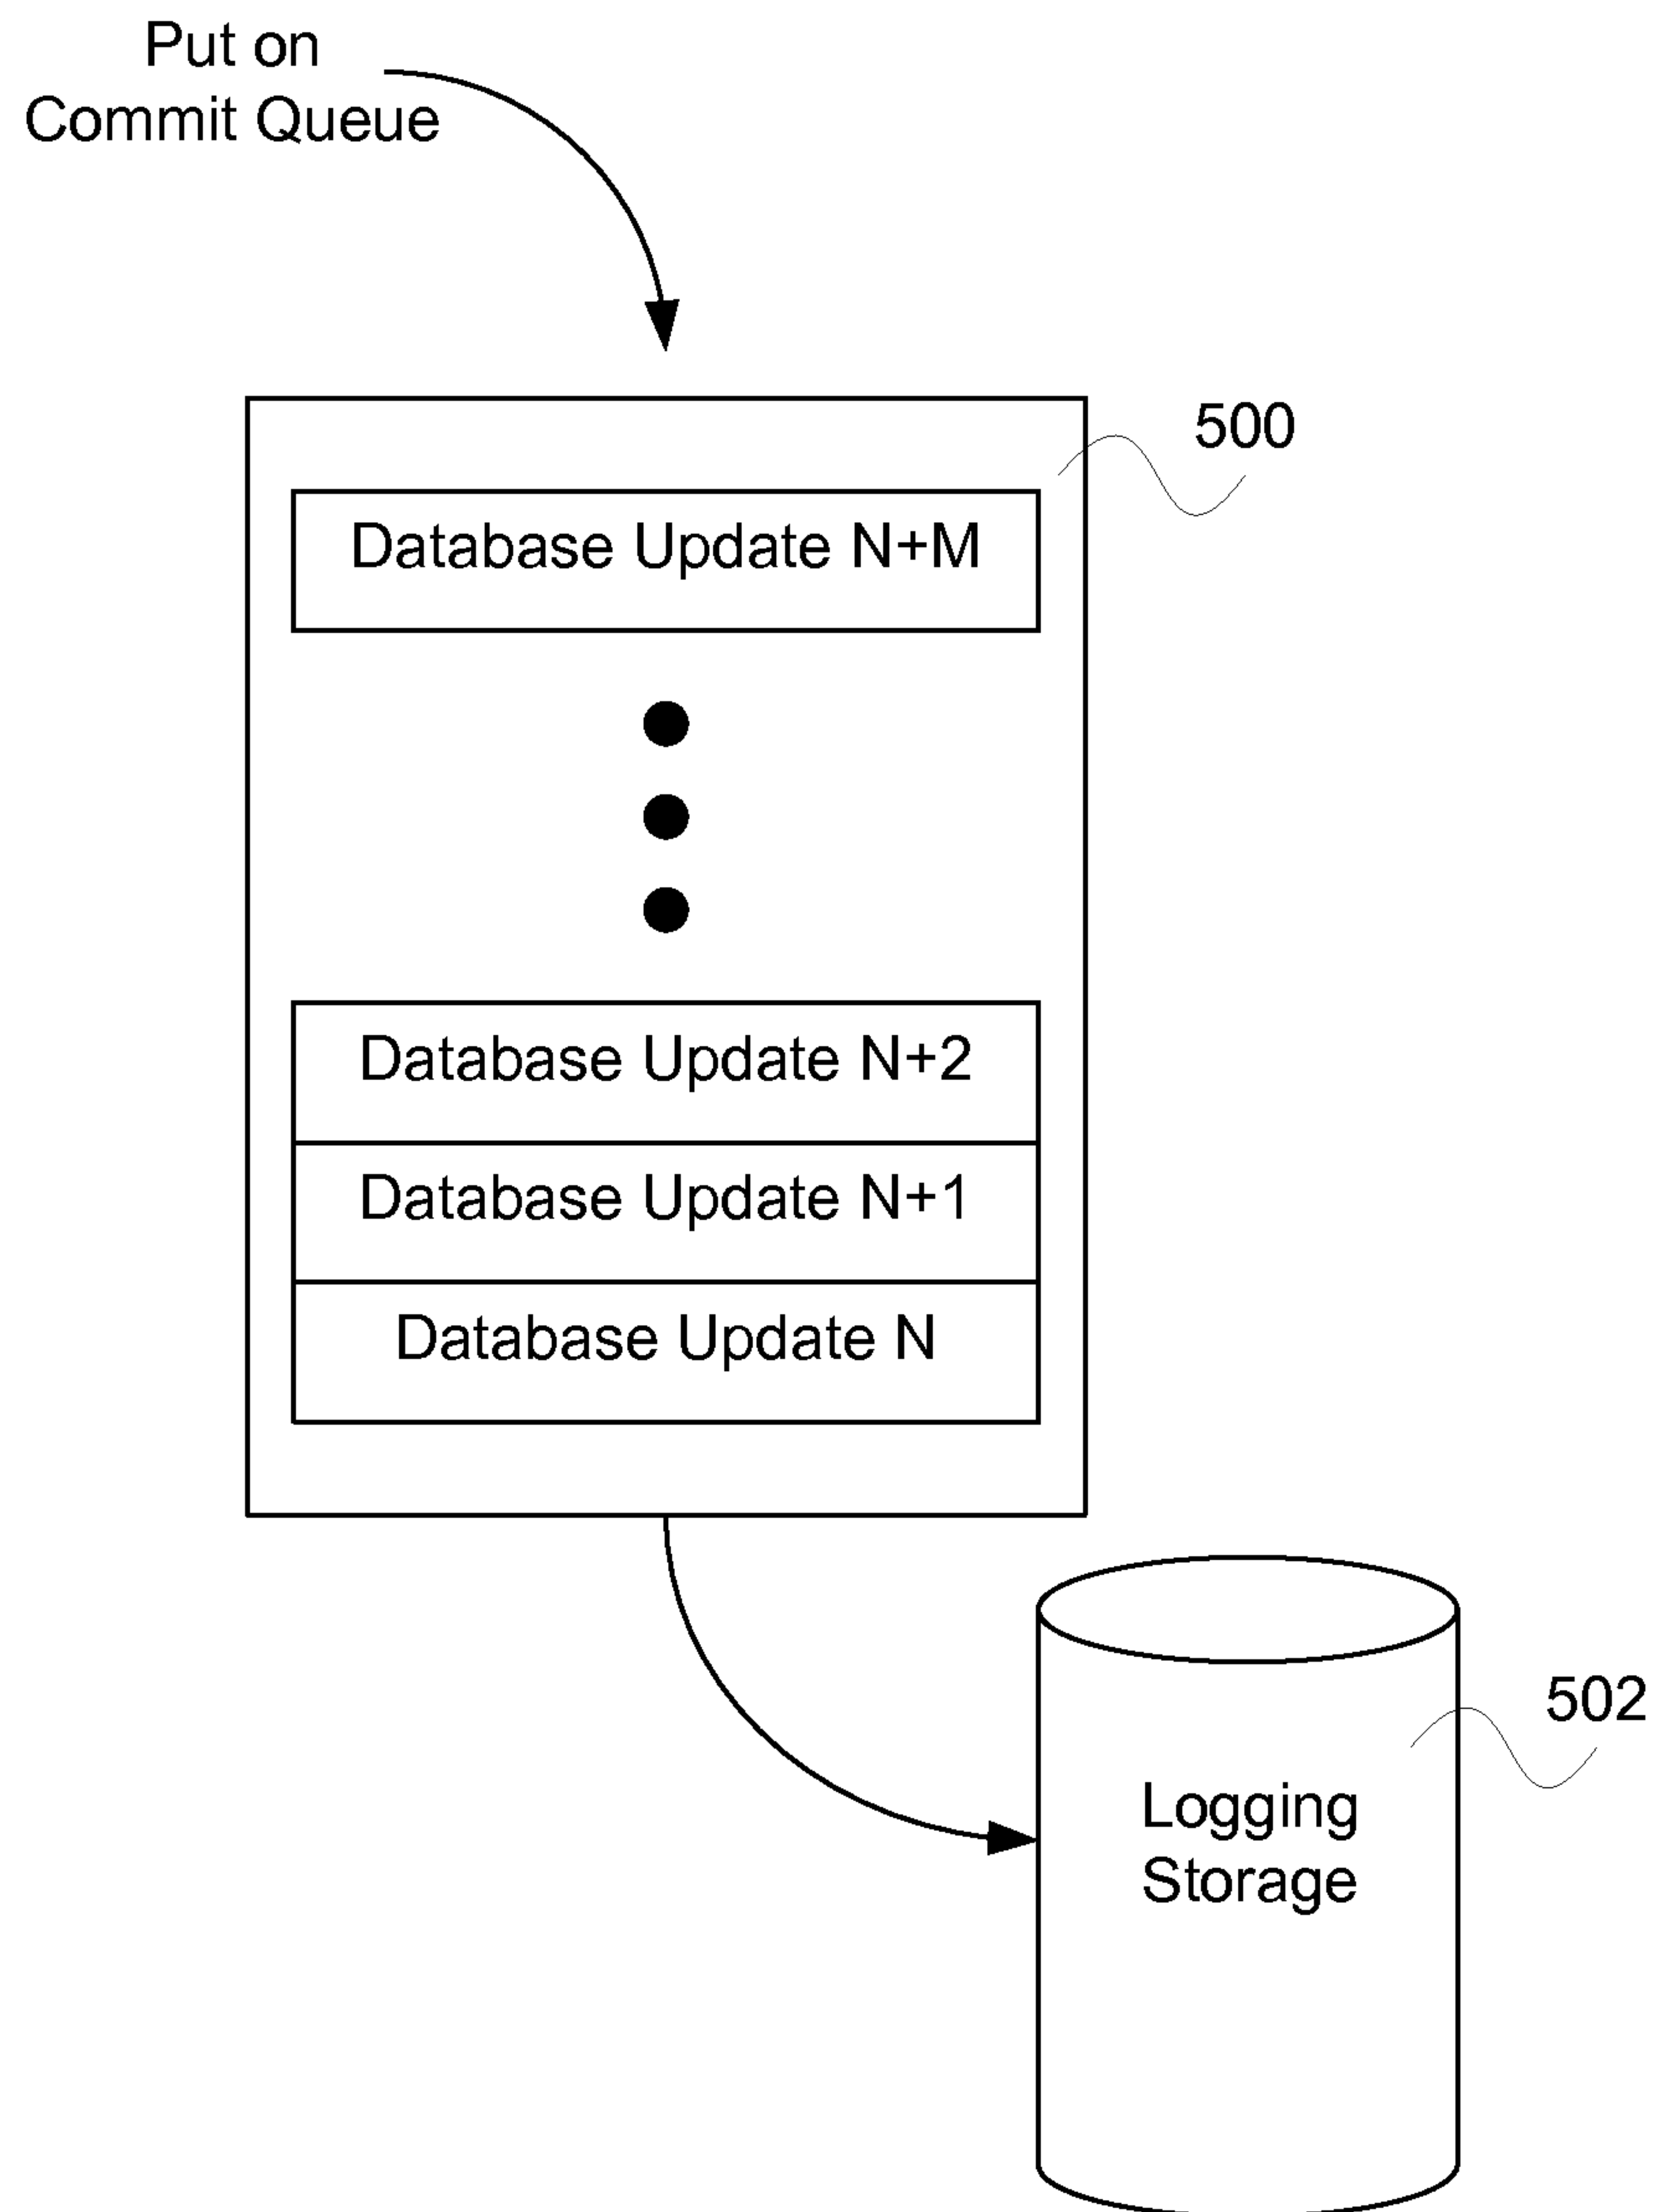 Put on
Commit Queue
500
Database Update N+M
Database Update N+2
Database Update N+1
Database Update N
502
Logging
Storage